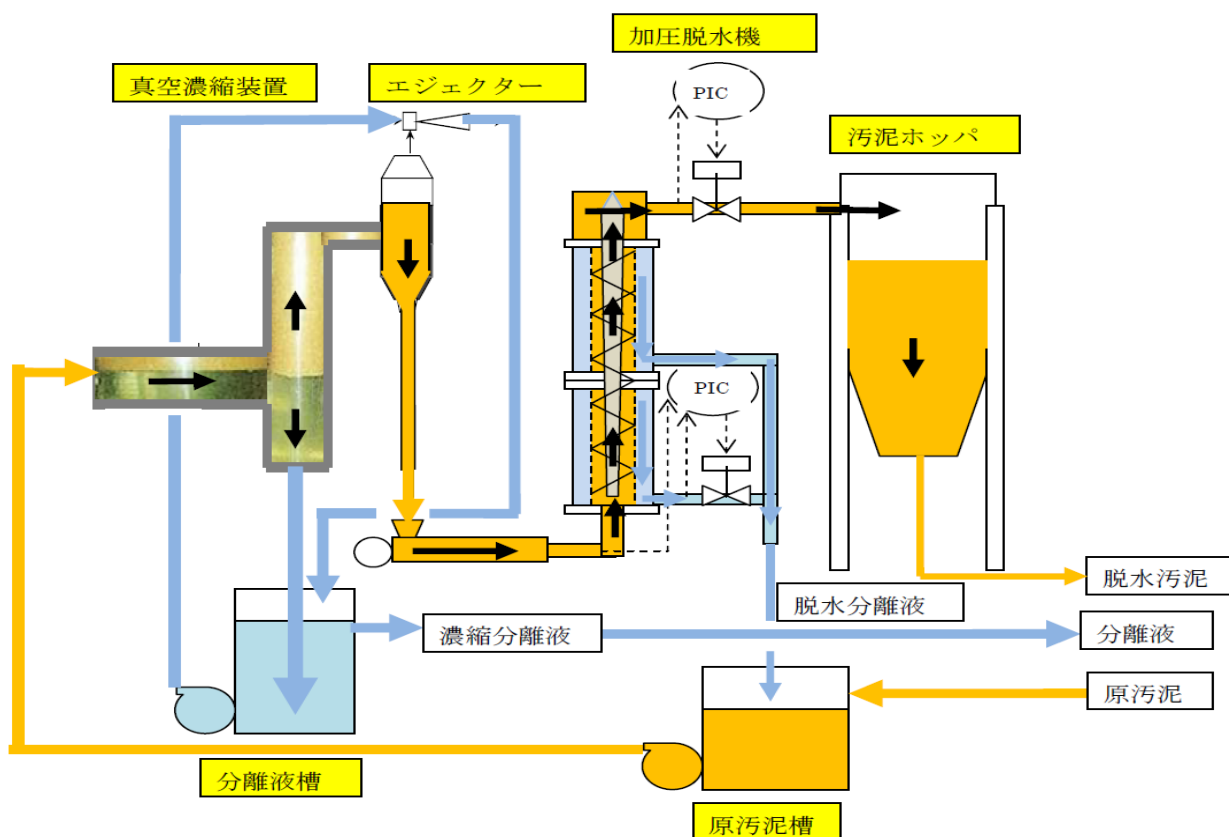 加圧脱水機
真空濃縮装置
エジェクター
PIC
汚泥ホッパ
PIC
脱水汚泥
脱水分離液
濃縮分離液
分離液
原汚泥
分離液槽
原汚泥槽